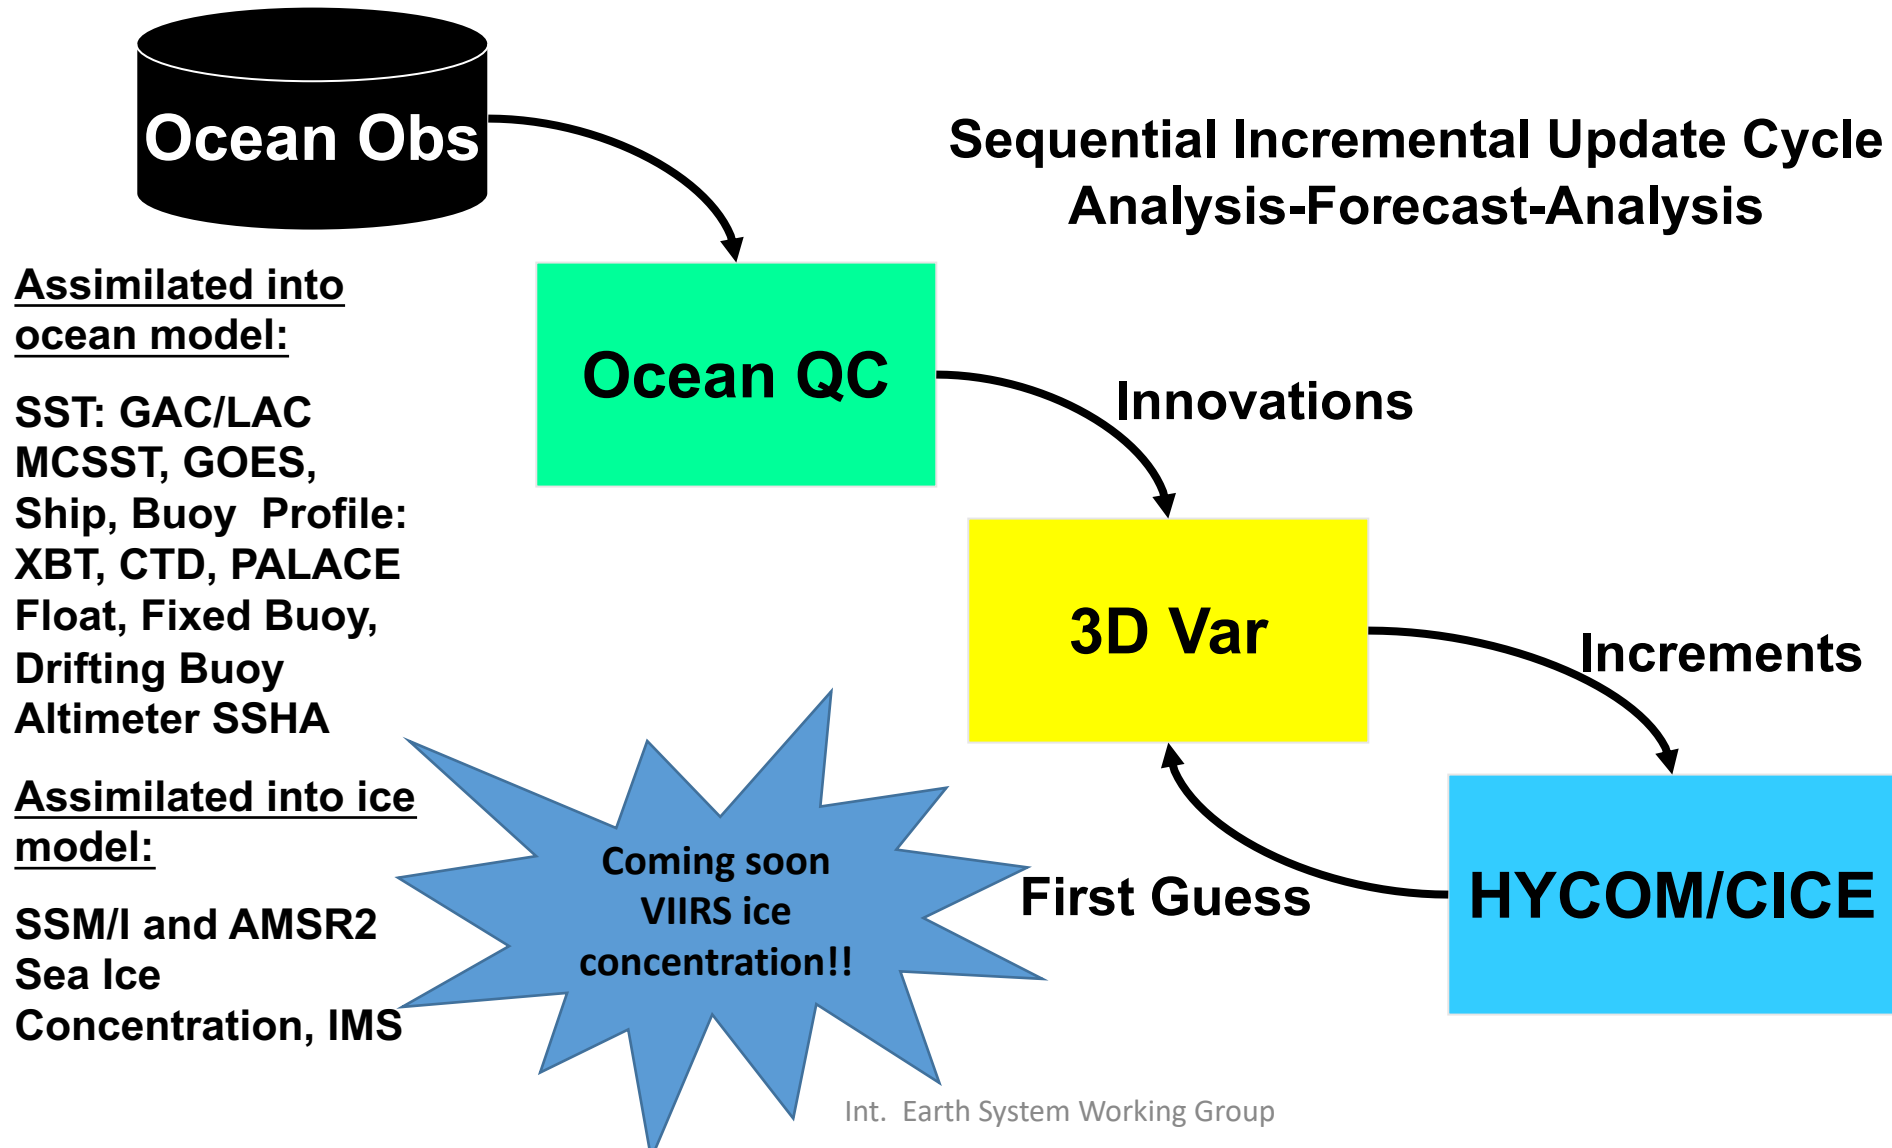 Ocean Obs
Sequential Incremental Update Cycle
Analysis-Forecast-Analysis
Assimilated into
ocean model:
SST: GAC/LAC
MCSST, GOES,
Ship, Buoy  Profile:
XBT, CTD, PALACE
Float, Fixed Buoy,
Drifting Buoy
Altimeter SSHA
Assimilated into ice
model:
SSM/I and AMSR2
Sea Ice
Concentration, IMS
Ocean QC
Innovations
3D Var
Increments
Coming soon
VIIRS ice
concentration!!
First Guess
HYCOM/CICE
Int.  Earth System Working Group